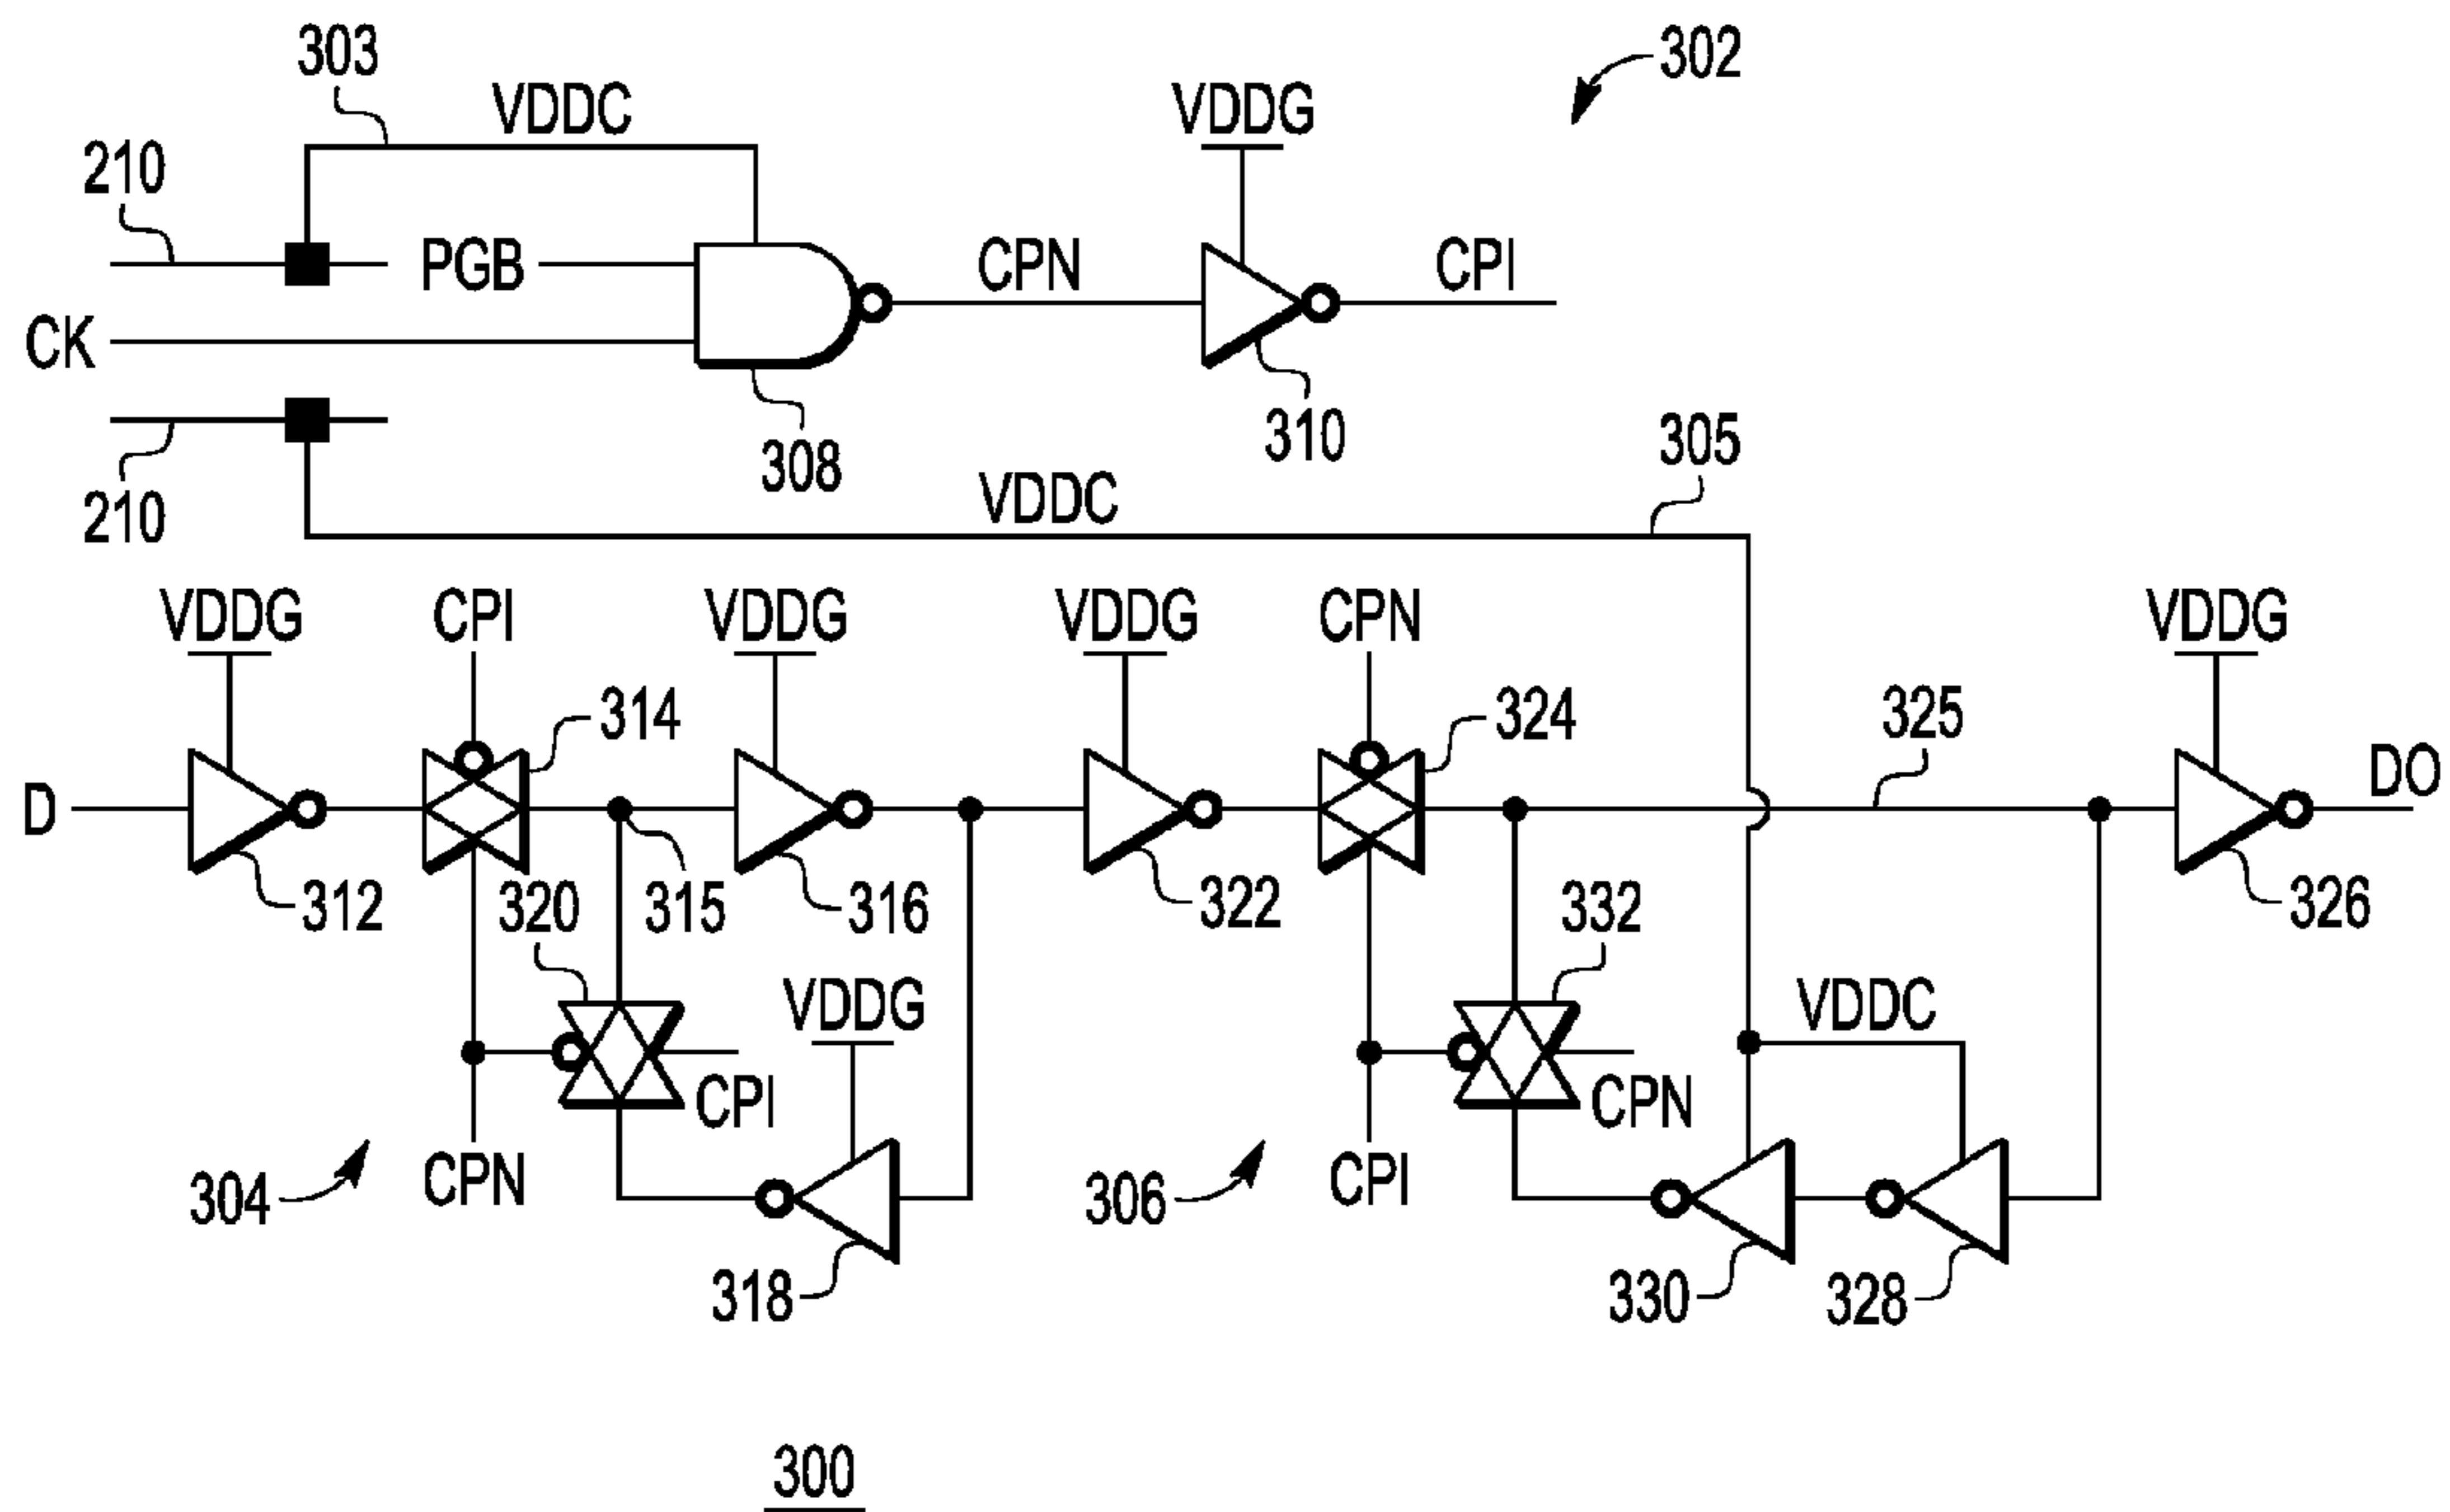 303
302
VDDC
VDDG
210
PGB
CPN
CPI
CK
310
305
308
210
VDDC
VDDG
CPI
VDDG
VDDG
CPN
VDDG
314
324
325
D
DO
312
320
315
316
322
332
326
VDDG
VDDC
CPI
CPN
304
CPN
306
CPI
318
330
328
300